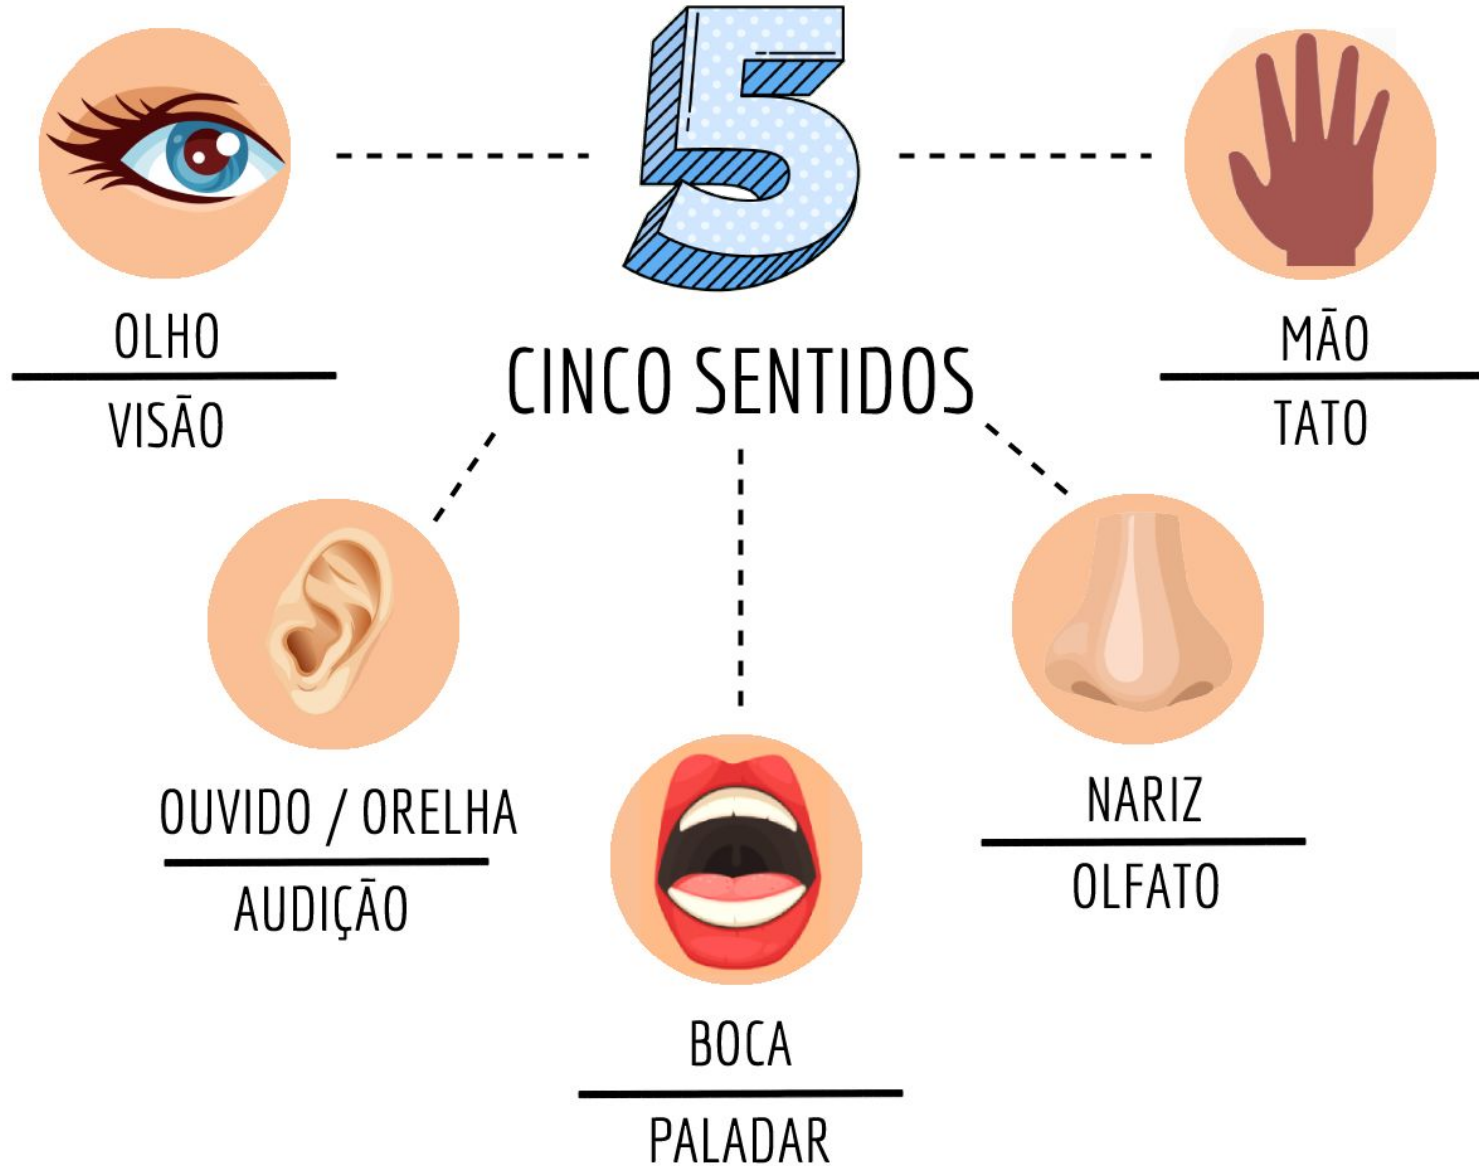 5
CINCO SENTIDOS
OLHO
VISÃO
MÃO
TATO
OUVIDO / ORELHA
AUDIÇÃO
NARIZ
OLFATO
BOCA
PALADAR